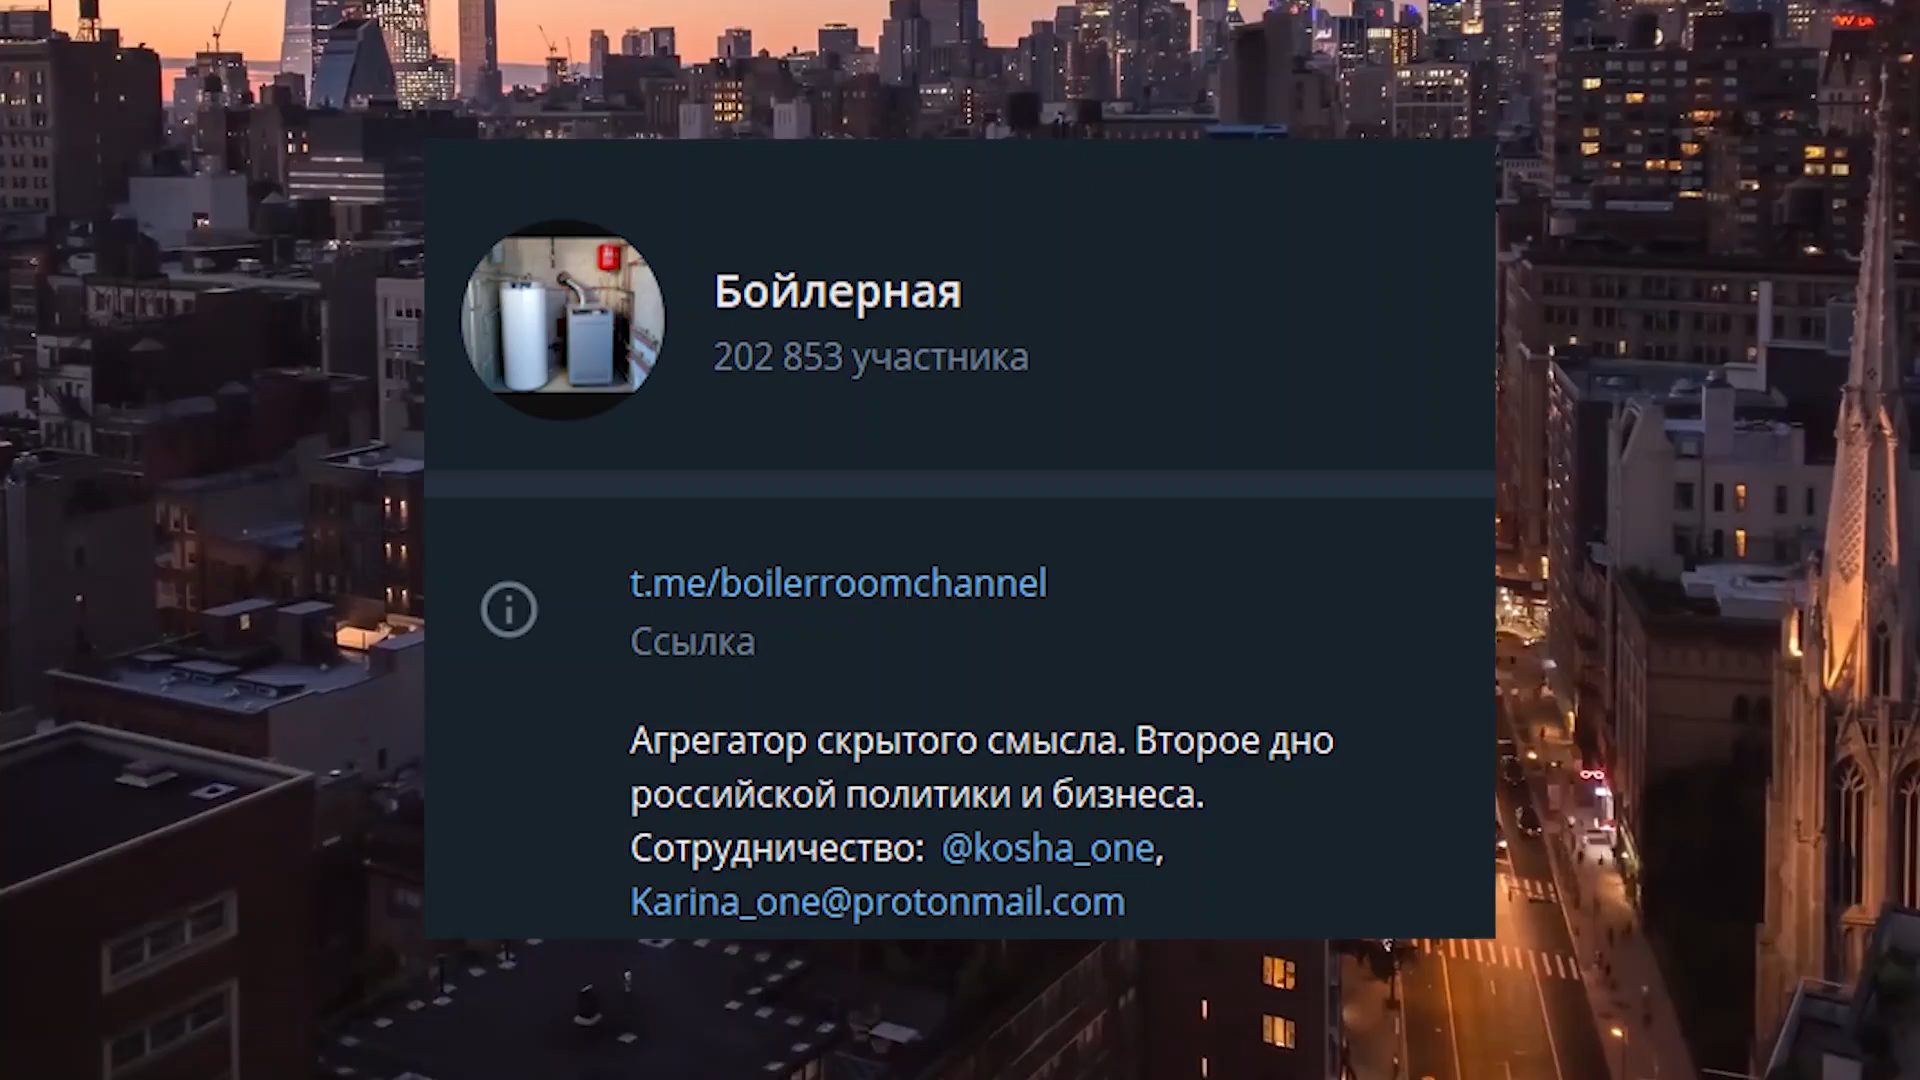 Бойлерная
202 853 участника
t.me/boilerroomchannel
Ссылка
Агрегатор скрытого смысла. Второе дно
российской политики и бизнеса.
Сотрудничество: @kosha_one,
Karina_one@protonmail.com